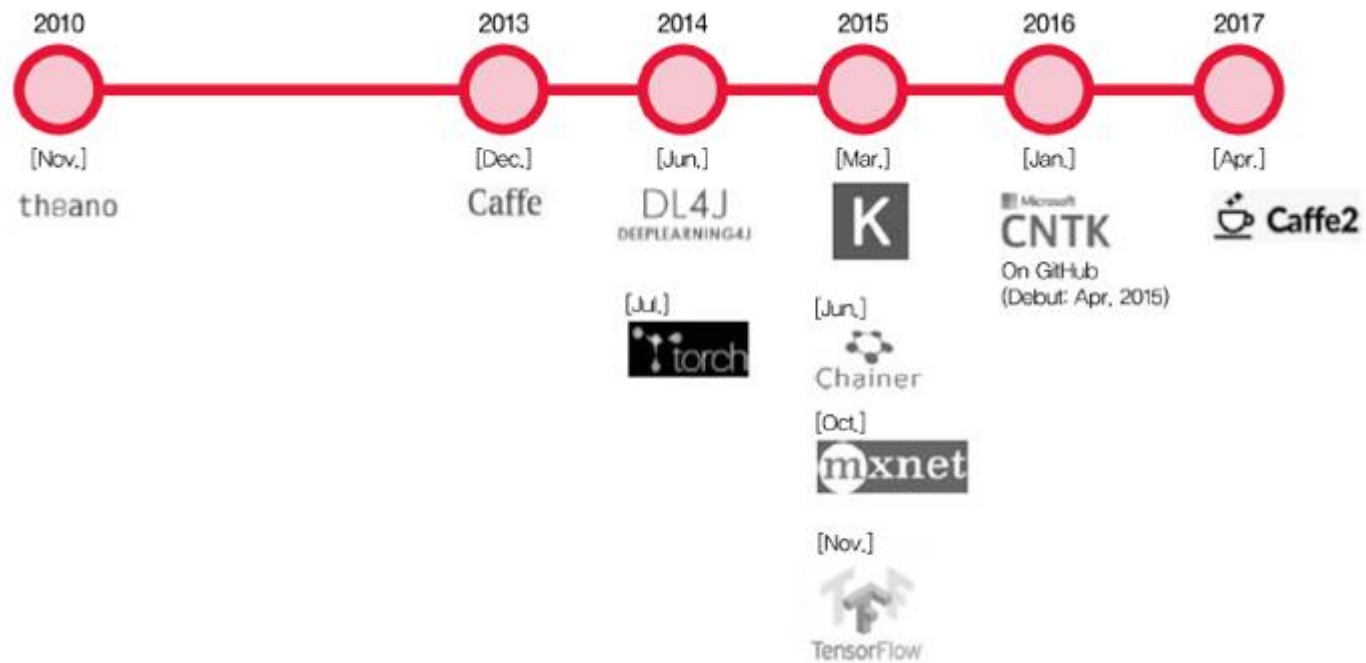 2010
2013
2014
2015
2016
2017
[Nov.]
[Dec.]
[Jun.]
[Mar.]
[Jan.]
[Apr.]
theano
Caffe
DL4J
DEEPLEARNING4J
K
Microsoft
CNTK
On GitHub
(Debut: Apr. 2015)
Caffe2
[Jul.]
torch
[Jun.]
Chainer
[Oct.]
mxnet
[Nov.]
TensorFlow